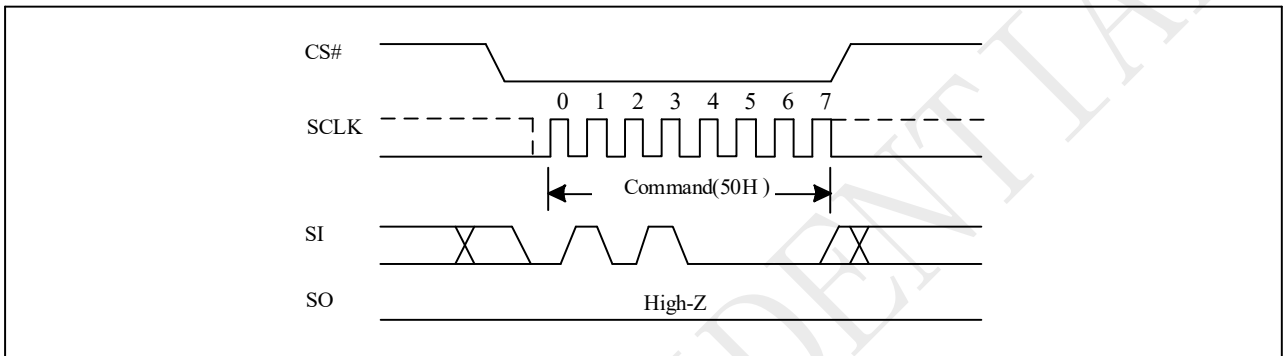 CS#
0 1 2 3 4 5 6 7
SCLK
Command(50H )
SI
SO
High-Z